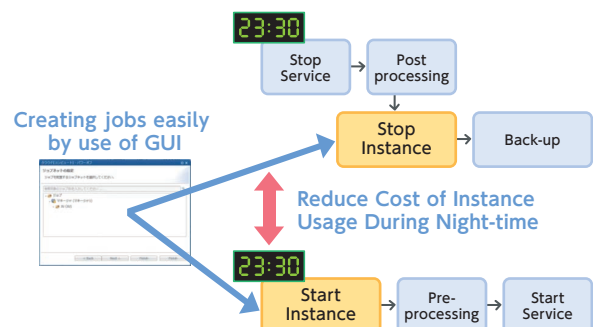 23:30
Stop
Service
Post
processing
Creating jobs easily
by use of GUI
Stop
Instance
Back-up
Reduce Cost of Instance
Usage During Night-time
23:30
Start
Instance
Pre-
processing
Start
Service